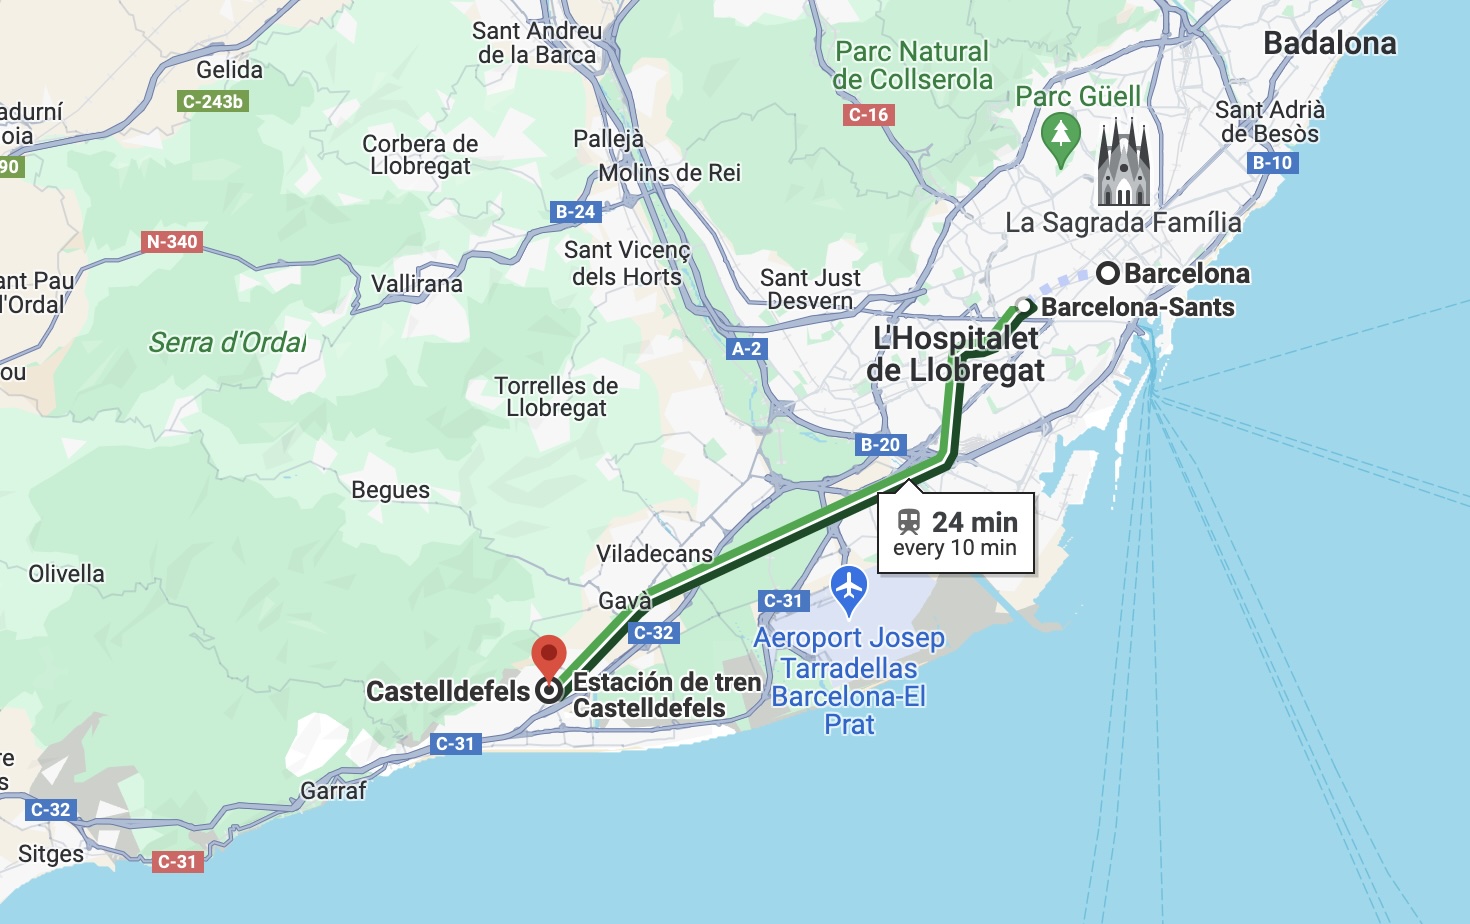 Sant Andreu
de la Barca
Parc Natural
de Collserola
Badalona
Gelida
C-243b
Parc Güell
C-16
Sant Adrià
de Besòs
adurní
oia
Pallejà
Corbera de
Llobregat
Molins de Rei
B-10
90
B-24
La Sagrada Família
N-340
Sant Vicenç
dels Horts
ant Pau
l'Ordal
Vallirana
Sant Just
Desvern
Barcelona
Barcelona-Sants
Serra d'Ordal
L'Hospitalet
de Llobregat
A-2
ou
Torrelles de
Llobregat
B-20
Begues
24 min
every 10 min
Viladecans
Olivella
Gavà
C-31
C-32
Aeroport Josep
Tarradellas
Barcelona-El
Prat
Castelldefels
Estación de tren
Castelldefels
C-31
re
s
Garraf
C-32
Sitges
C-31